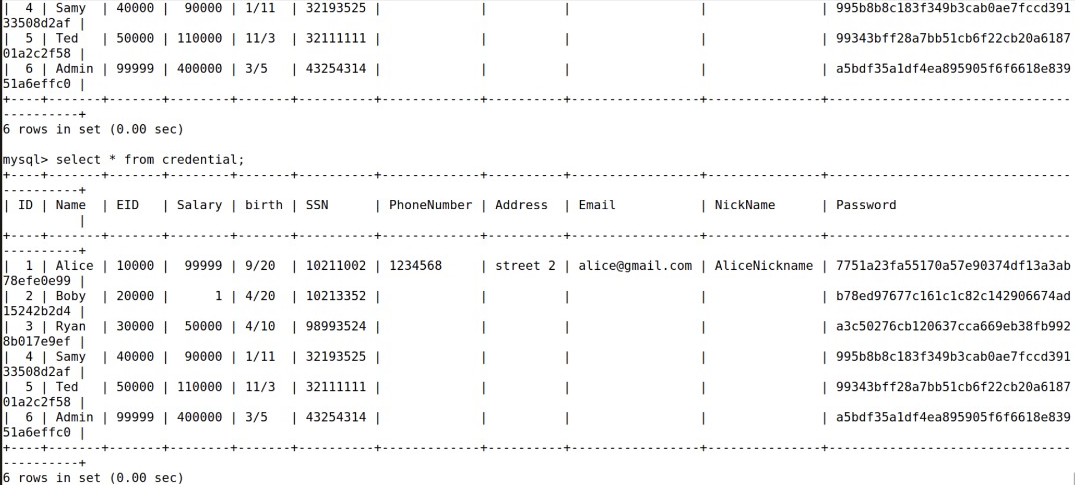 |  4 | Samy  | 40000 |  90000 | 1/11  | 32193525 |             |          |                 |               | 995b8b8c183f349b3cab0ae7fccd391
33508d2af |
|  5 | Ted   | 50000 | 110000 | 11/3  | 32111111 |             |          |                 |               | 99343bff28a7bb51cb6f22cb20a6187
01a2c2f58 |
|  6 | Admin | 99999 | 400000 | 3/5   | 43254314 |             |          |                 |               | a5bdf35a1df4ea895905f6f6618e839
51a6effc0 |
+----+-------+-------+--------+-------+----------+-------------+----------+-----------------+---------------+--------------------------------
----------+
6 rows in set (0.00 sec)
mysql> select * from credential;
+----+-------+-------+--------+-------+----------+-------------+----------+-----------------+---------------+--------------------------------
----------+
| ID | Name  | EID   | Salary | birth | SSN      | PhoneNumber | Address  | Email           | NickName      | Password
          |
+----+-------+-------+--------+-------+----------+-------------+----------+-----------------+---------------+--------------------------------
----------+
|  1 | Alice | 10000 |  99999 | 9/20  | 10211002 | 1234568     | street 2 | alice@gmail.com | AliceNickname | 7751a23fa55170a57e90374df13a3ab
78efe0e99 |
|  2 | Boby  | 20000 |      1 | 4/20  | 10213352 |             |          |                 |               | b78ed97677c161c1c82c142906674ad
15242b2d4 |
|  3 | Ryan  | 30000 |  50000 | 4/10  | 98993524 |             |          |                 |               | a3c50276cb120637cca669eb38fb992
8b017e9ef |
|  4 | Samy  | 40000 |  90000 | 1/11  | 32193525 |             |          |                 |               | 995b8b8c183f349b3cab0ae7fccd391
33508d2af |
|  5 | Ted   | 50000 | 110000 | 11/3  | 32111111 |             |          |                 |               | 99343bff28a7bb51cb6f22cb20a6187
01a2c2f58 |
|  6 | Admin | 99999 | 400000 | 3/5   | 43254314 |             |          |                 |               | a5bdf35a1df4ea895905f6f6618e839
51a6effc0 |
+----+-------+-------+--------+-------+----------+-------------+----------+-----------------+---------------+--------------------------------
----------+
6 rows in set (0.00 sec)